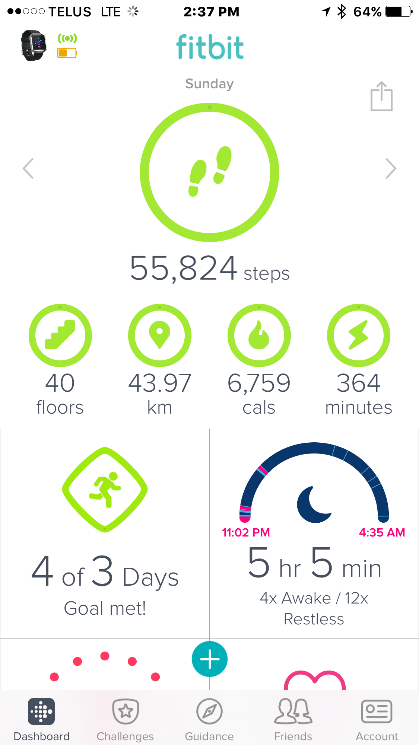 TELUS LTE 2:37 PM 64%
fitbit
Sunday
55,824 steps
40 43.97 6,759 364
floors km cals minutes
4 of 3 Days
Goal met!
11:02 PM 4:35 AM
5 hr 5 min
4x Awake / 12x
Restless
Dashboard Challenges Guidance Friends Account